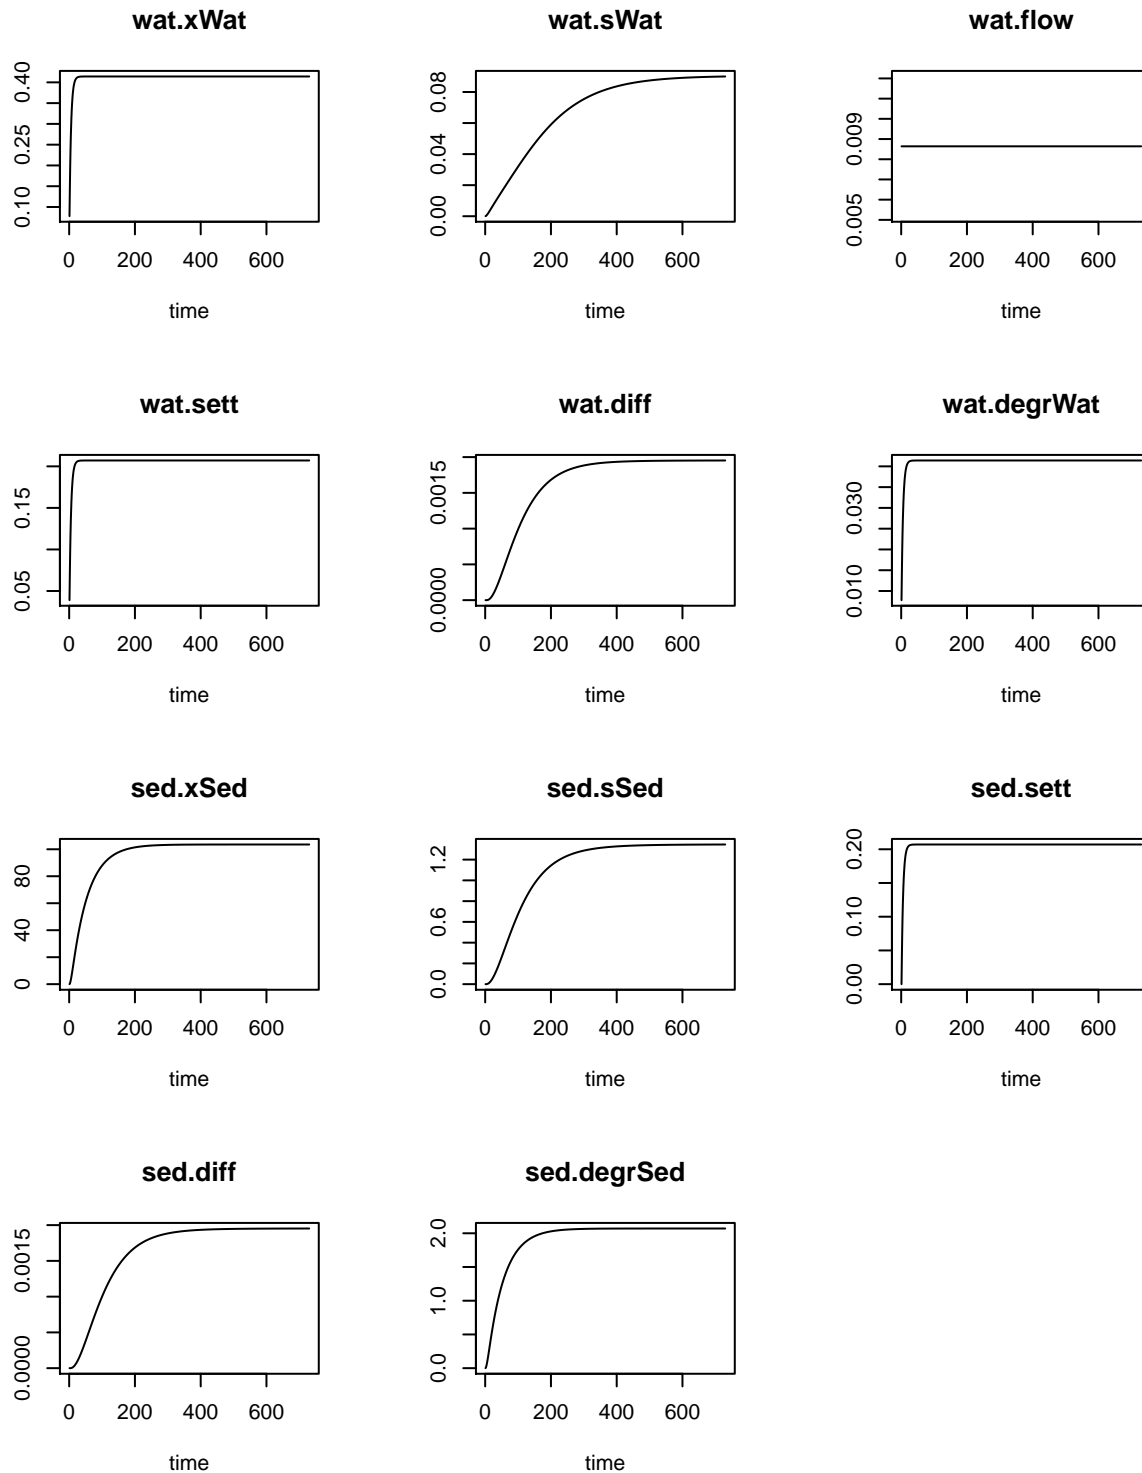 wat.xWat wat.sWat wat.flow
0.10 0.25 0.40
0.00 0.04 0.08
0.005 0.009
0 200 400 600 0 200 400 600 0 200 400 600
time time time
wat.sett wat.diff wat.degrWat
0.05 0.15
0.0000 0.0015
0.010 0.030
0 200 400 600 0 200 400 600 0 200 400 600
time time time
sed.xSed sed.sSed sed.sett
0 40 80
0.0 0.6 1.2
0.00 0.10 0.20
0 200 400 600 0 200 400 600 0 200 400 600
time time time
sed.diff sed.degrSed
0.0000 0.0015
0.0 1.0 2.0
0 200 400 600 0 200 400 600
time time